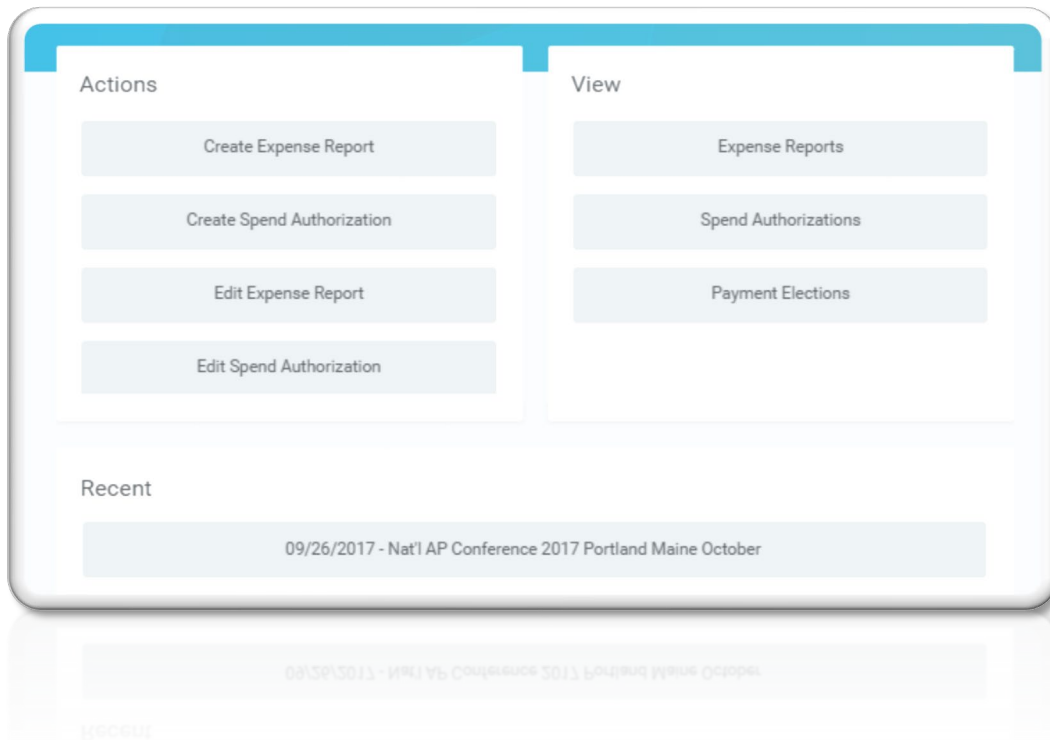 Actions
Create Expense Report
Create Spend Authorization
Edit Expense Report
Edit Spend Authorization
View
Expense Reports
Spend Authorizations
Payment Elections
Recent
09/26/2017 - Nat'l AP Conference 2017 Portland Maine October